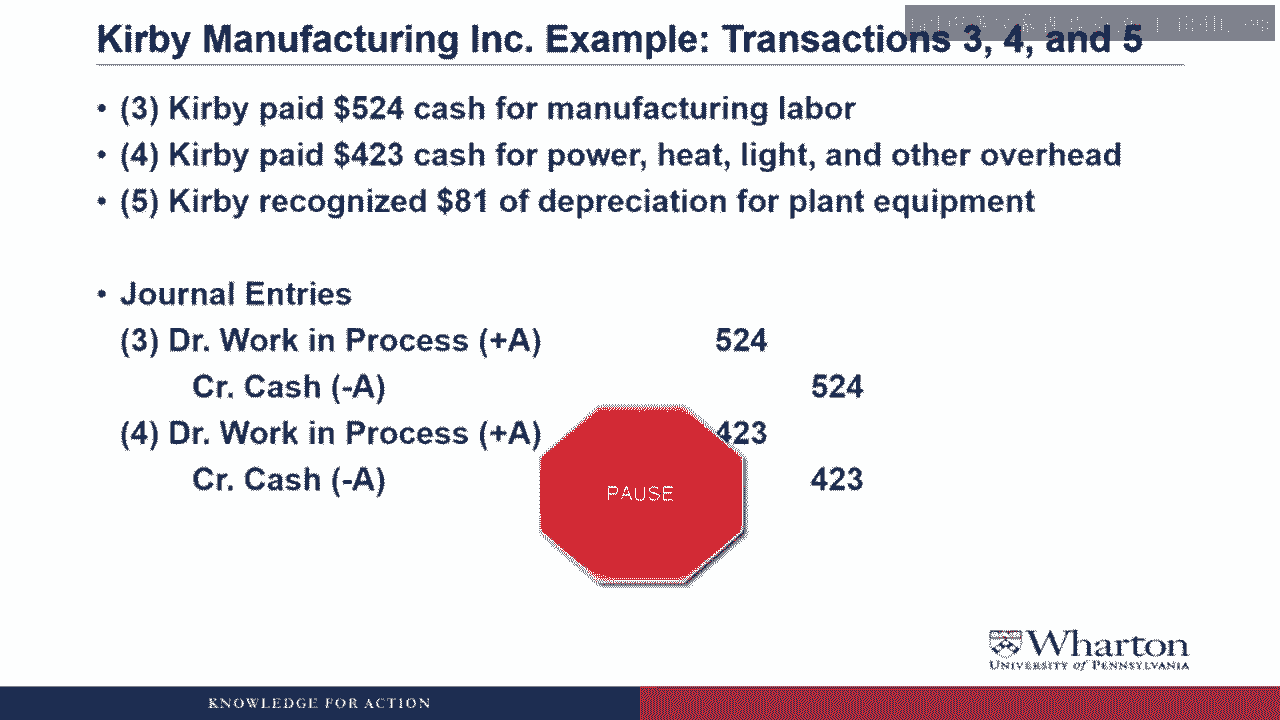 Kirby Manufacturing Inc. Example: Transactions 3, 4, and 5
• (3) Kirby paid $524 cash for manufacturing labor
• (4) Kirby paid $423 cash for power, heat, light, and other overhead
• (5) Kirby recognized $81 of depreciation for plant equipment
• Journal Entries
(3) Dr. Work in Process (+A) 524
Cr. Cash (-A) 524
(4) Dr. Work in Process (+A) 423
Cr. Cash (-A) 423
PAUSE
Wharton
UNIVERSITY of PENNSYLVANIA
KNOWLEDGE FOR ACTION